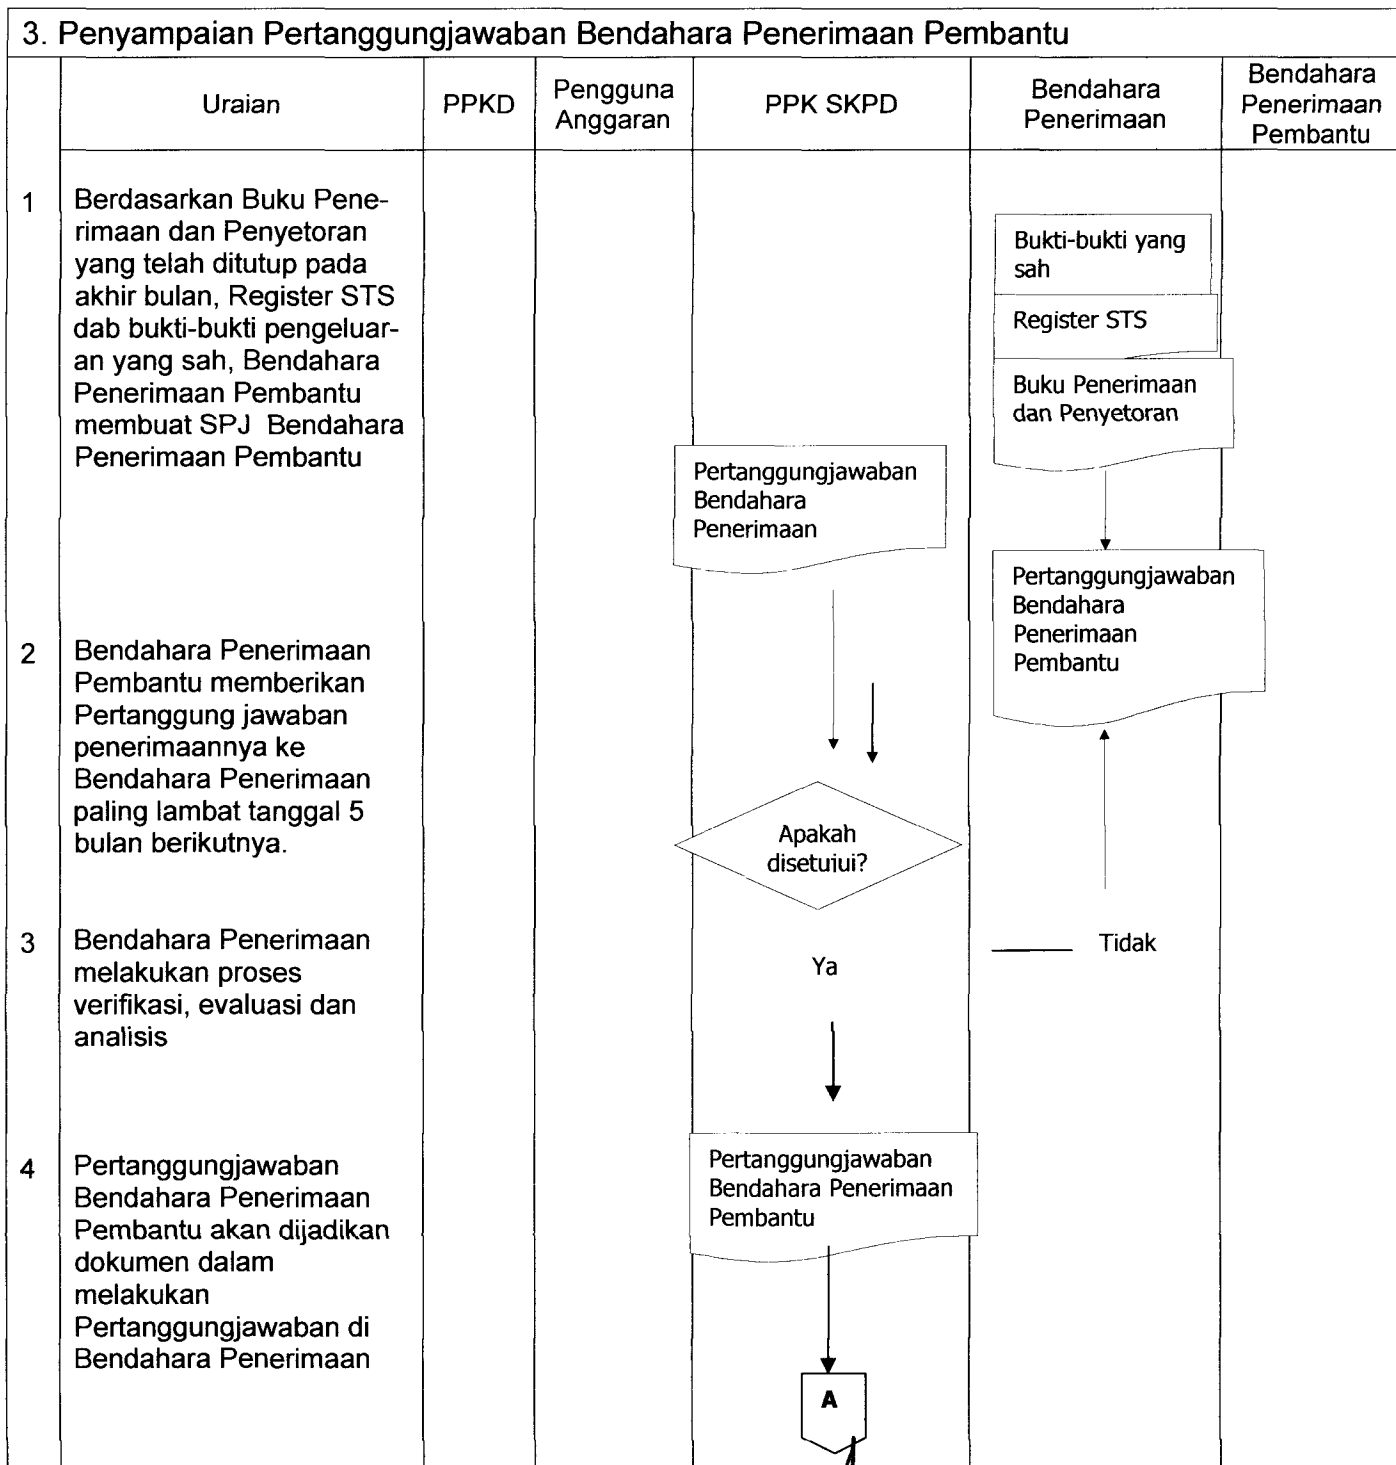 3. Penyampaian Pertanggungjawaban Bendahara Penerimaan Pembantu
Uraian
PPKD
Pengguna
Anggaran
PPK SKPD
Bendahara
Penerimaan
Bendahara
Penerimaan
Pembantu
1
Berdasarkan Buku Pene-
rimaan dan Penyetoran
yang telah ditutup pada
akhir bulan, Register STS
dab bukti-bukti pengeluar-
an yang sah, Bendahara
Penerimaan Pembantu
membuat SPJ Bendahara
Penerimaan Pembantu
Bukti-bukti yang
sah
Register STS
Buku Penerimaan
dan Penyetoran
Pertanggungjawaban
Bendahara
Penerimaan
Pertanggungjawaban
Bendahara
Penerimaan
Pembantu
2
Bendahara Penerimaan
Pembantu memberikan
Pertanggung jawaban
penerimaannya ke
Bendahara Penerimaan
paling lambat tanggal 5
bulan berikutnya.
Apakah
disetuiui?
3
Bendahara Penerimaan
melakukan proses
verifikasi, evaluasi dan
analisis
Ya
Tidak
4
Pertanggungjawaban
Bendahara Penerimaan
Pembantu akan dijadikan
dokumen dalam
melakukan
Pertanggungjawaban di
Bendahara Penerimaan
Pertanggungjawaban
Bendahara Penerimaan
Pembantu
A